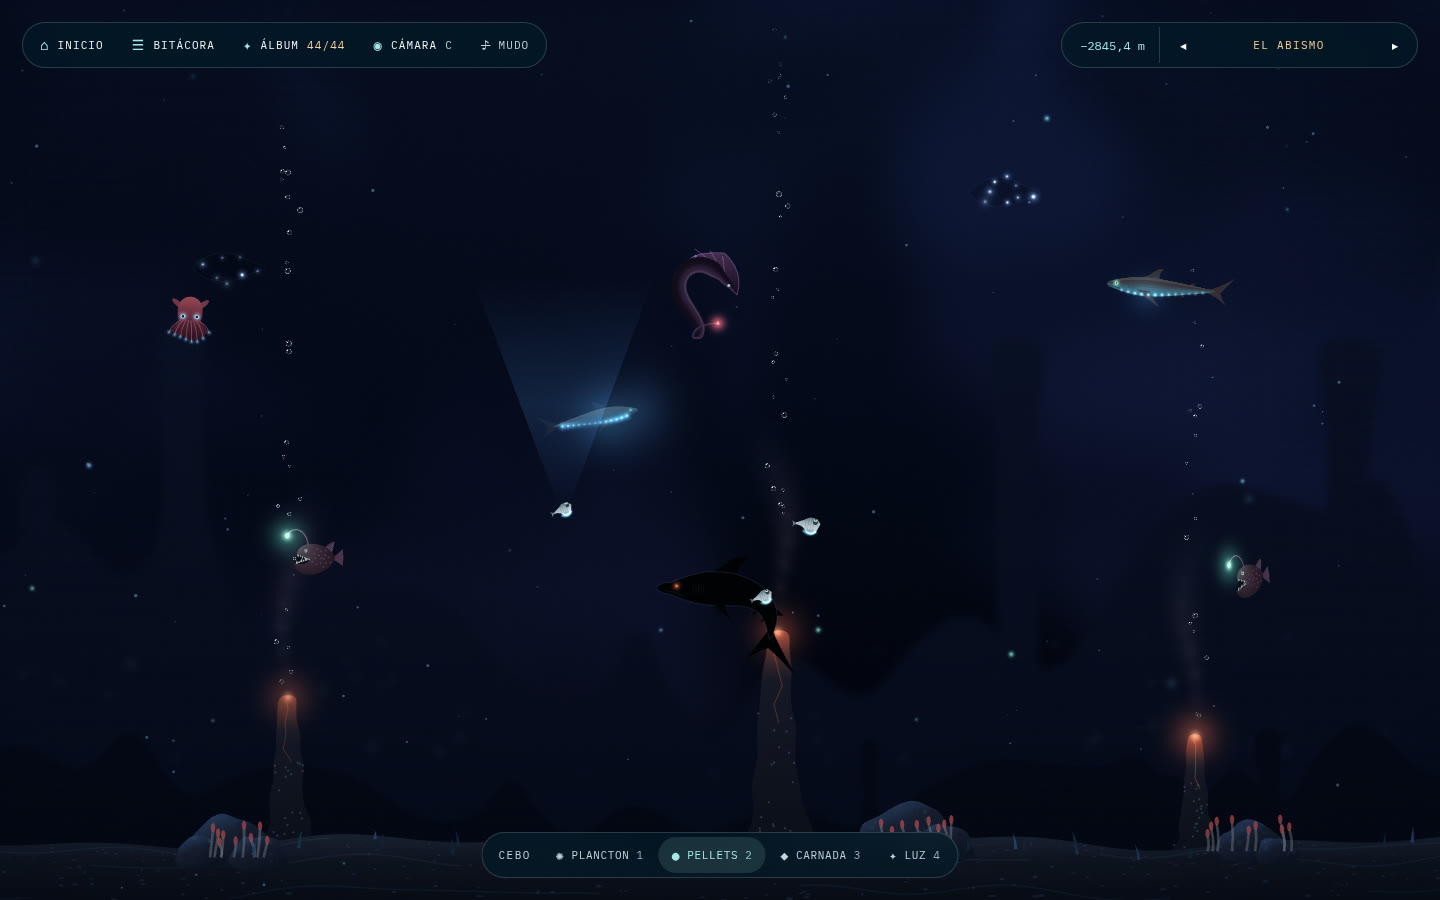 INICIO
BITÁCORA
ÁLBUM 44/44
CÁMARA C
MUDO
−2845,4 m
EL ABISMO
CEBO
PLANCTON 1
PELLETS 2
CARNADA 3
LUZ 4